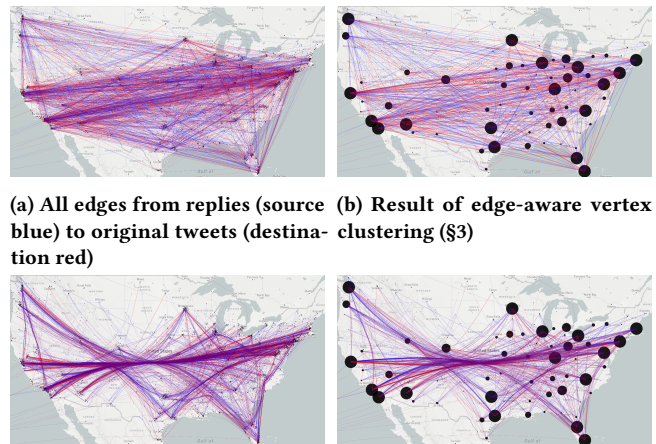 (a) All edges from replies (source
blue) to original tweets (destina-
tion red)
(b) Result of edge-aware vertex
clustering (§3)